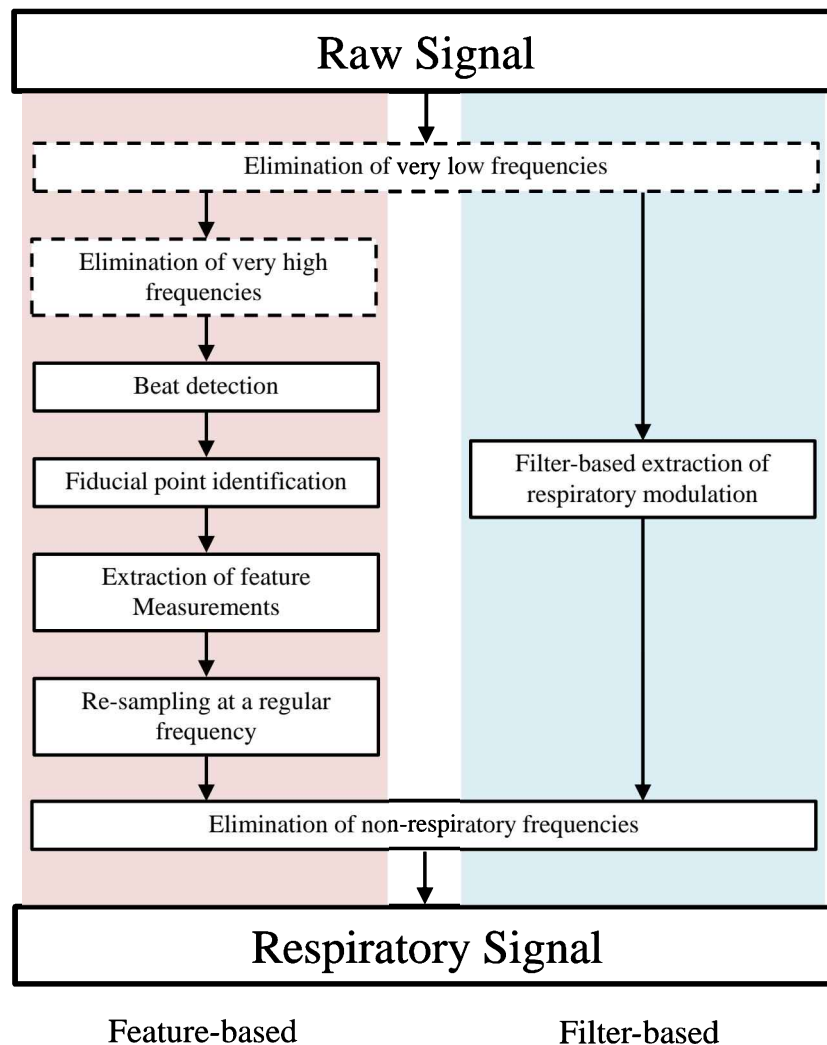 Raw Signal
Elimination of very low frequencies
Elimination of very high
frequencies
Beat detection
Fiducial point identification
Filter-based extraction of
respiratory modulation
Extraction of feature
Measurements
Re-sampling at a regular
frequency
Elimination of non-respiratory frequencies
Respiratory Signal
Feature-based
Filter-based